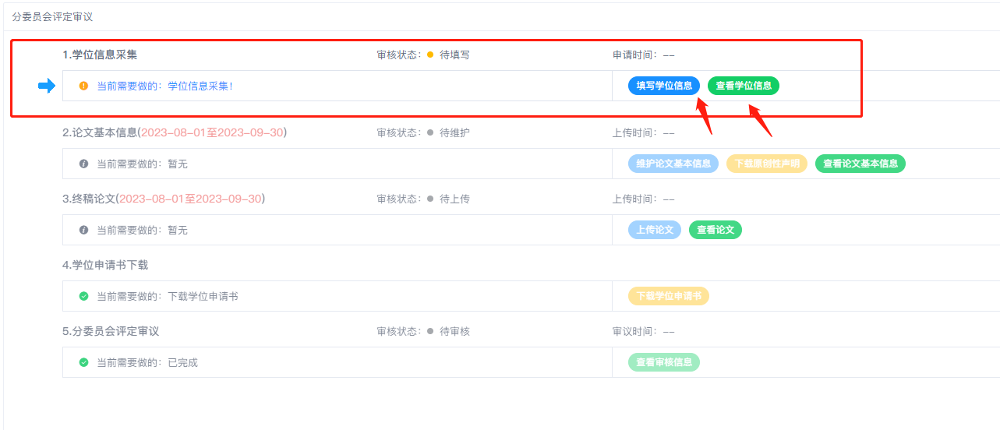 分委员会评定审议
1.学位信息采集 审核状态: 待填写 申请时间: --
当前需要做的: 学位信息采集! 填写学位信息 查看学位信息
2.论文基本信息(2023-08-01至2023-09-30) 审核状态: 待维护 上传时间: --
当前需要做的: 暂无 维护论文基本信息 下载原创性声明 查看论文基本信息
3.终稿论文(2023-08-01至2023-09-30) 审核状态: 待上传 上传时间: --
当前需要做的: 暂无 上传论文 查看论文
4.学位申请书下载
当前需要做的: 下载学位申请书 下载学位申请书
5.分委员会评定审议 审核状态: 待审核 审议时间: --
当前需要做的: 已完成 查看审核信息